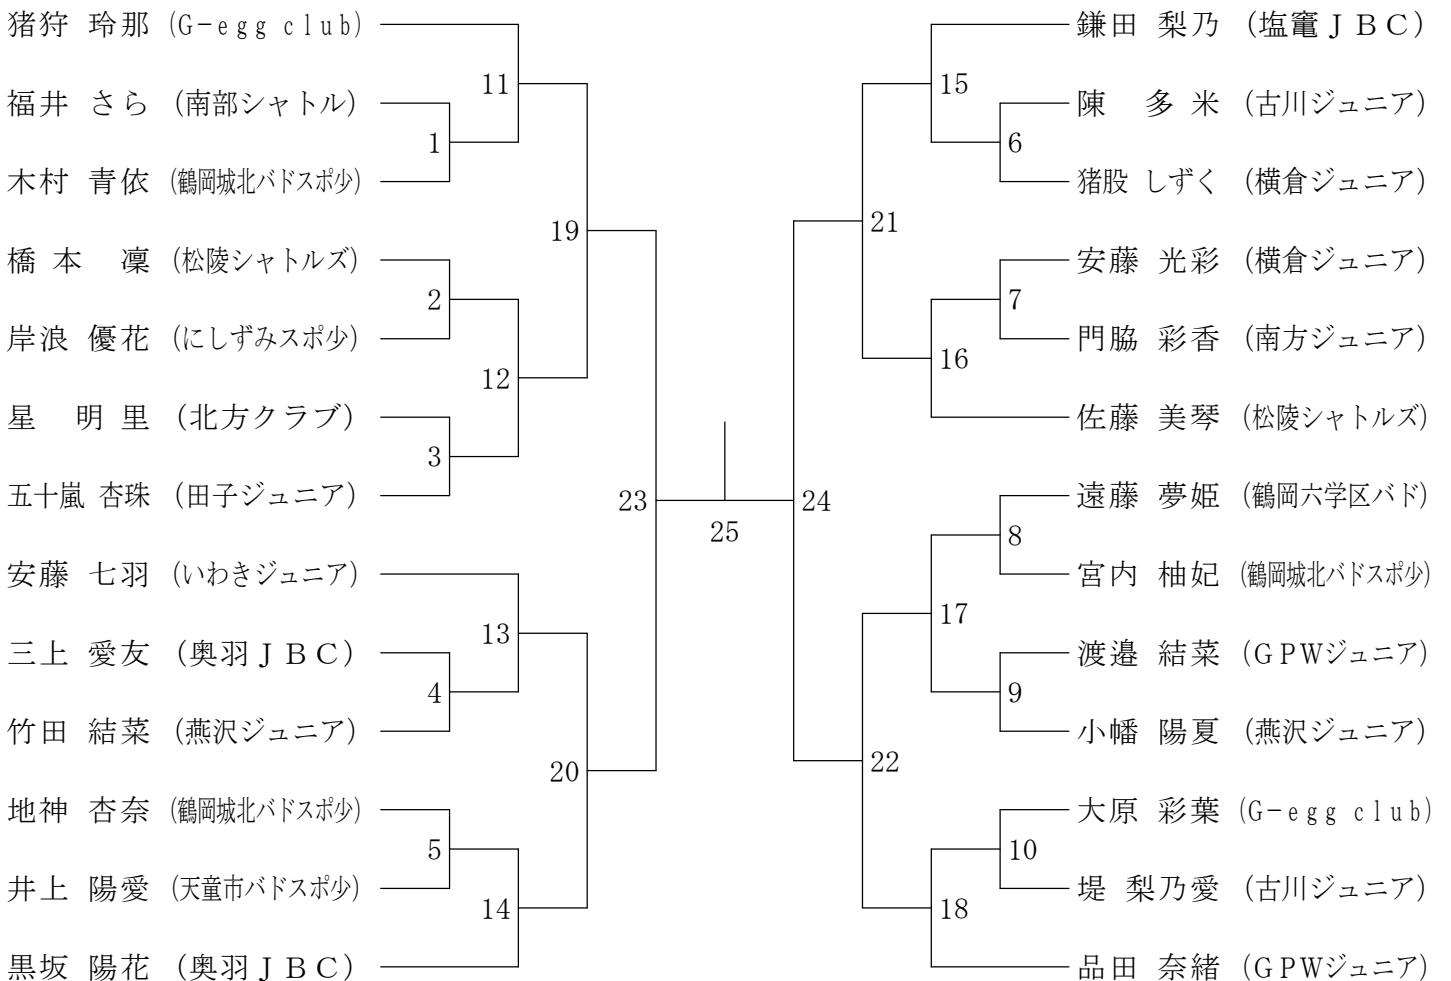 猪狩 玲那 (G-egg club)
11
福井 さら (南部シャトル)
1
木村 青依 (鶴岡城北バドスポ少)
19
橋本 凜 (松陵シャトルズ)
2
岸浪 優花 (にしずみスポ少)
12
星 明里 (北方クラブ)
3
五十嵐 杏珠 (田子ジュニア)
23
安藤 七羽 (いわきジュニア)
13
三上 愛友 (奥羽ＪＢＣ)
4
竹田 結菜 (燕沢ジュニア)
20
地神 杏奈 (鶴岡城北バドスポ少)
5
井上 陽愛 (天童市バドスポ少)
14
黒坂 陽花 (奥羽ＪＢＣ)
25
鎌田 梨乃 (塩竈ＪＢＣ)
15
陳 多米 (古川ジュニア)
6
猪股 しずく (横倉ジュニア)
21
安藤 光彩 (横倉ジュニア)
7
門脇 彩香 (南方ジュニア)
16
佐藤 美琴 (松陵シャトルズ)
24
遠藤 夢姫 (鶴岡六学区バド)
8
宮内 柚妃 (鶴岡城北バドスポ少)
17
渡邉 結菜 (GPWジュニア)
9
小幡 陽夏 (燕沢ジュニア)
22
大原 彩葉 (G-egg club)
10
堤 梨乃愛 (古川ジュニア)
18
品田 奈緒 (GPWジュニア)